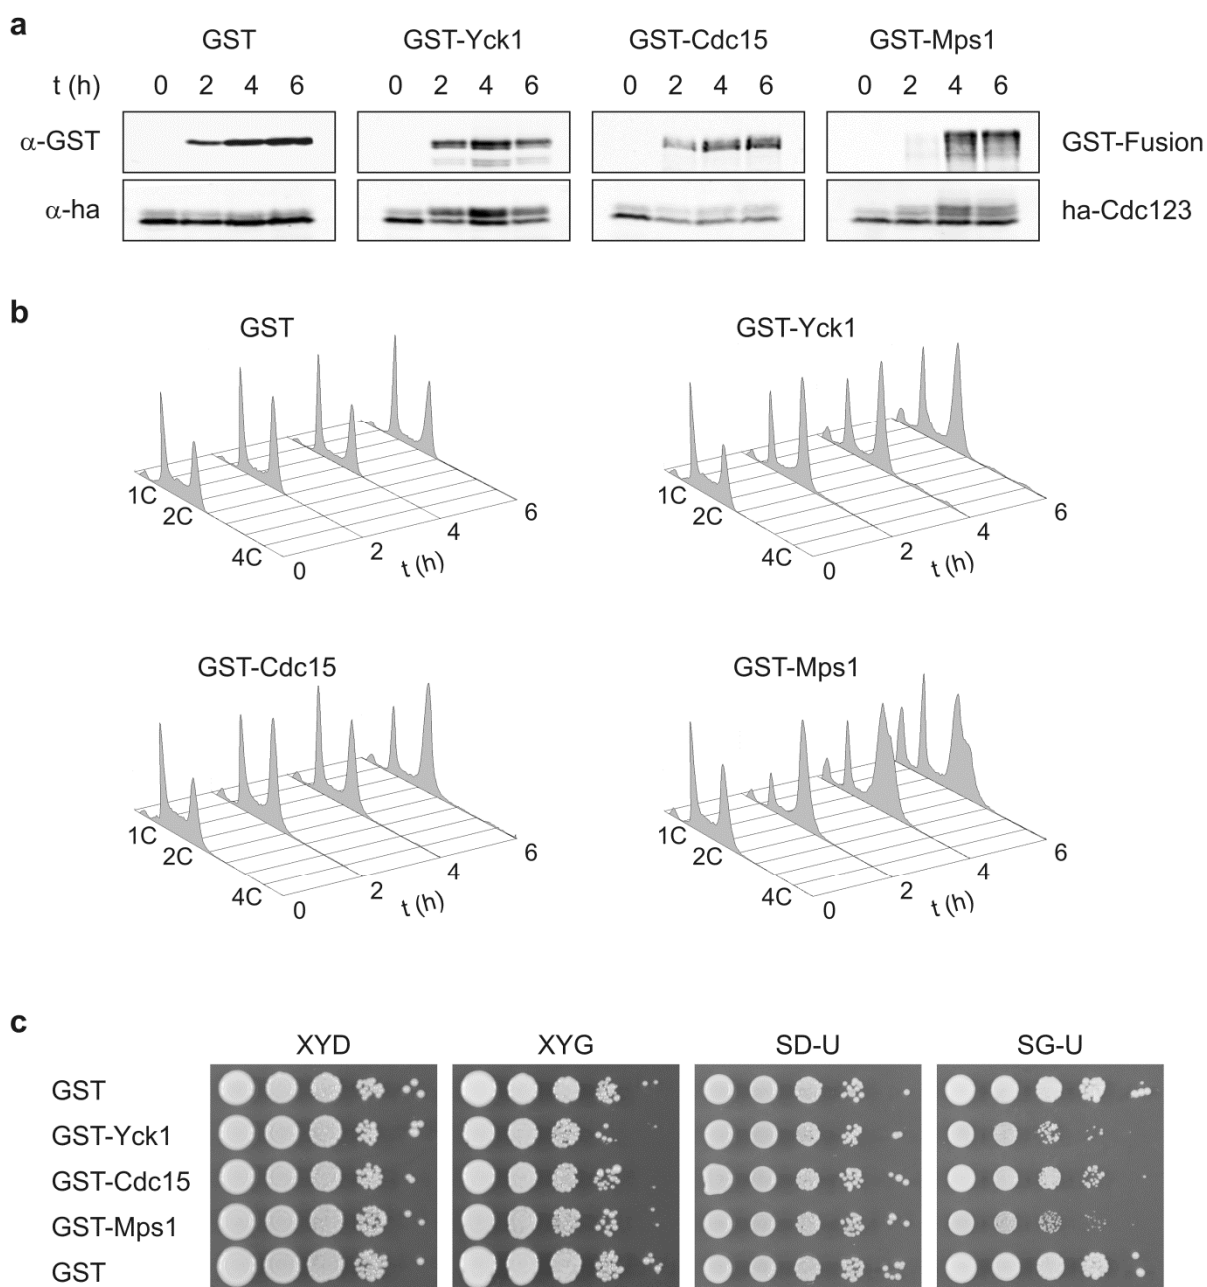 a
GST GST-Yck1 GST-Cdc15 GST-Mps1
t (h) 0 2 4 6 0 2 4 6 0 2 4 6 0 2 4 6
α-GST GST-Fusion
α-ha ha-Cdc123
b
GST GST-Yck1
1C 2C 4C 0 2 4 6 t (h)
1C 2C 4C 0 2 4 6 t (h)
GST-Cdc15 GST-Mps1
1C 2C 4C 0 2 4 6 t (h)
1C 2C 4C 0 2 4 6 t (h)
c
XYD XYG SD-U SG-U
GST
GST-Yck1
GST-Cdc15
GST-Mps1
GST